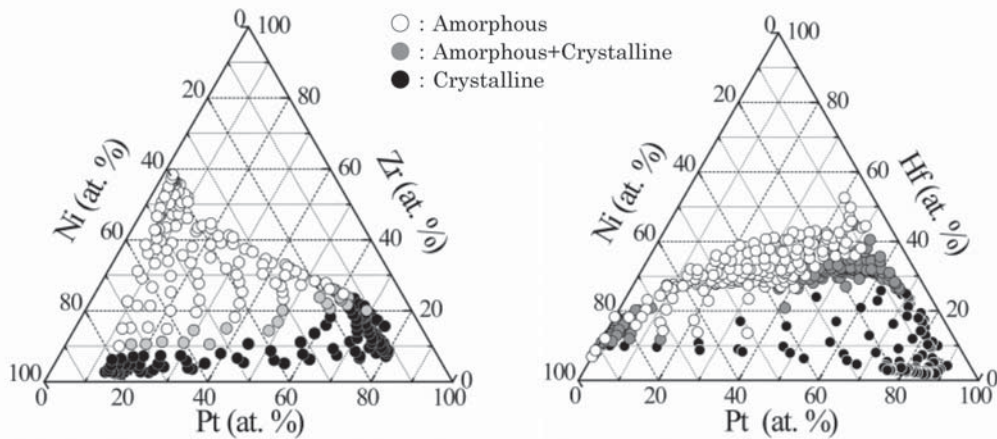 0 100
20 80
Ni (at. %) 40 60 Zr (at. %)
60 40
80 20
100 0
0 20 40 60 80 100
Pt (at. %)
: Amorphous
: Amorphous+Crystalline
: Crystalline
0 100
20 80
Ni (at. %) 40 60 Hf (at. %)
60 40
80 20
100 0
0 20 40 60 80 100
Pt (at. %)